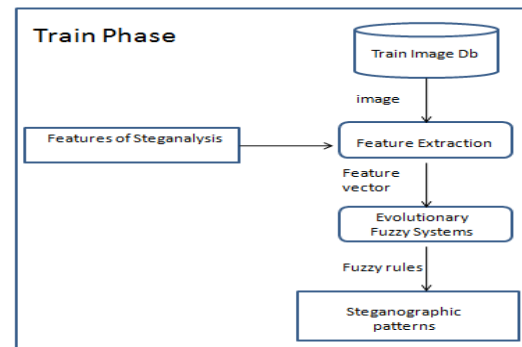 Train Phase
Train Image Db
image
Features of Steganalysis
Feature Extraction
Feature
vector
Evolutionary
Fuzzy Systems
Fuzzy rules
Steganographic
patterns